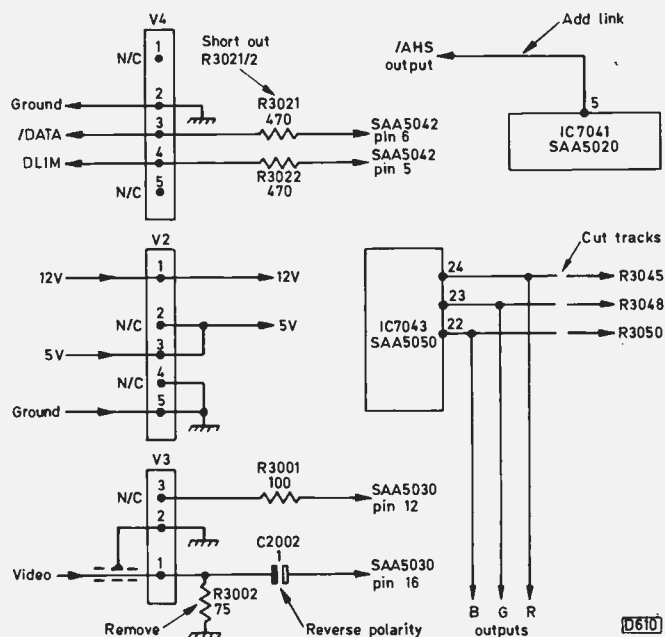 V4
N/C
1
Short out
R3021/2
Ground
2
/DATA
3
R3021
470
SAA5042
pin 6
DLIM
4
R3022
470
SAA5042
pin 5
N/C
5
Add link
/AHS
output
5
IC7041
SAA5020
V2
12V
1
12V
N/C
2
5V
5V
3
N/C
4
Ground
5
Cut tracks
IC7043
SAA5050
24
R3045
23
R3048
22
R3050
B G R
outputs
V3
N/C
3
R3001
100
SAA5030
pin 12
2
Video
1
C2002
1
SAA5030
pin 16
R3002
75
Remove
Reverse polarity
D610